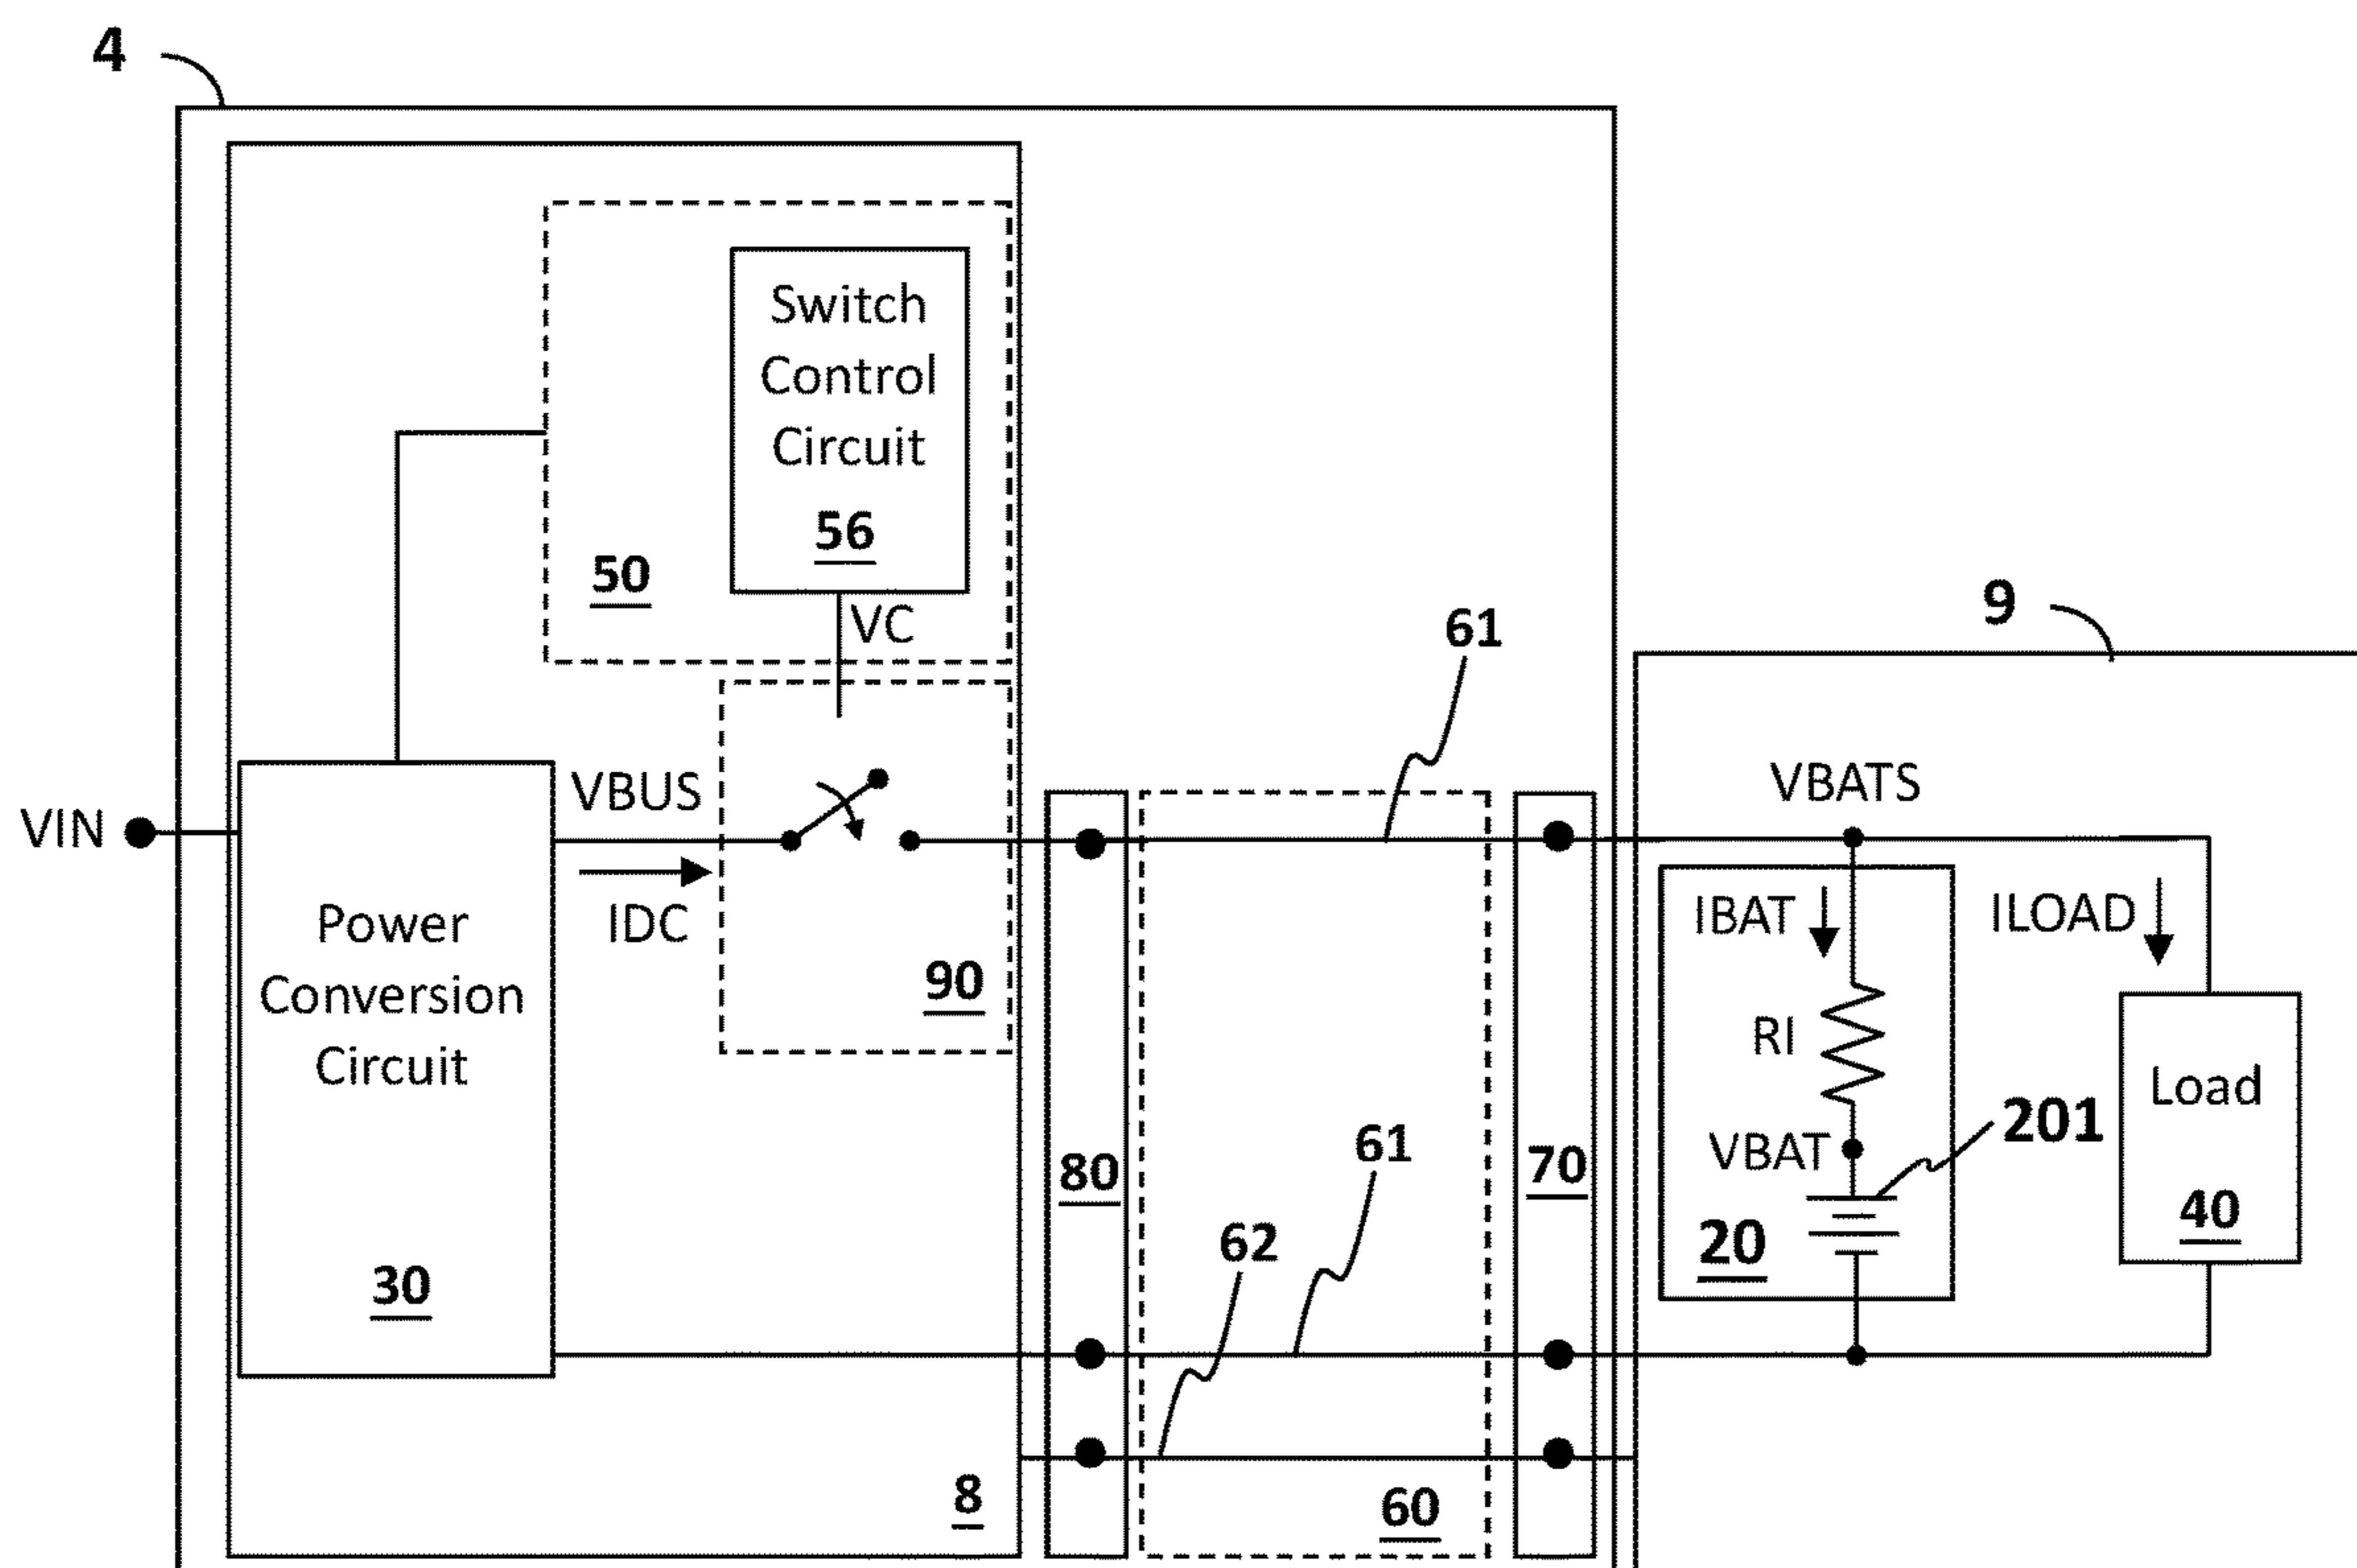 4
Switch
Control
Circuit
56
50
VC
61
9
VIN
VBUS
IDC
90
VBATS
IBAT
ILOAD
Power
Conversion
Circuit
30
RI
VBAT
201
20
Load
40
80
61
70
62
8
60